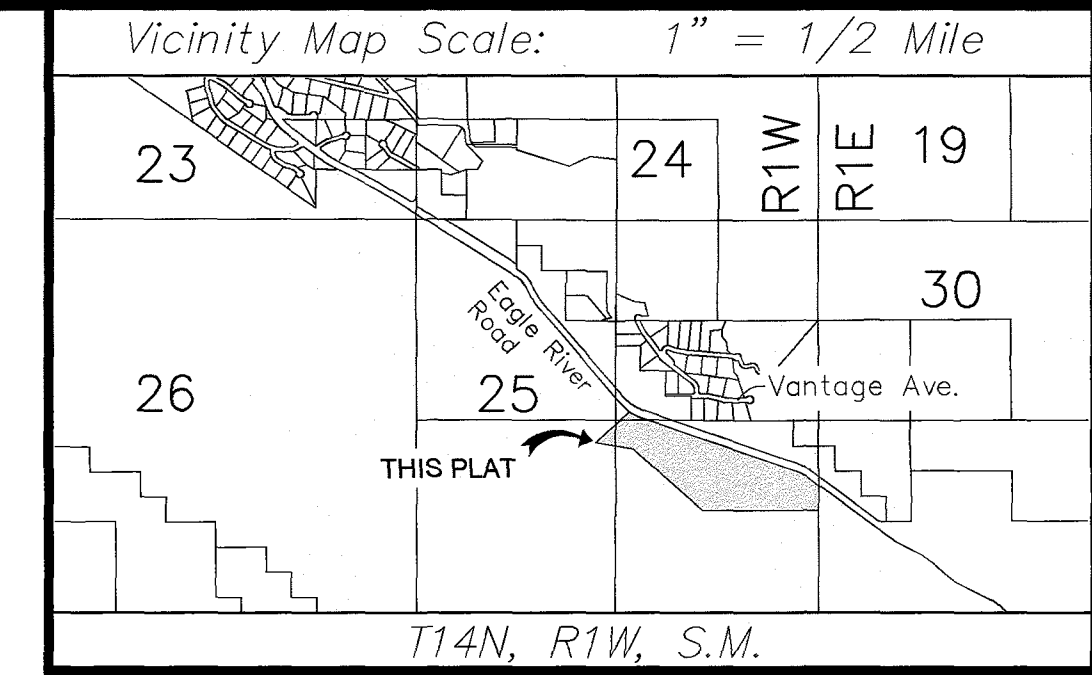 Vicinity Map Scale: 1" = 1/2 Mile
23
24
R1W
R1E
19
30
Eagle River
Road
26
25
Vantage Ave.
THIS PLAT
T14N, R1W, S.M.